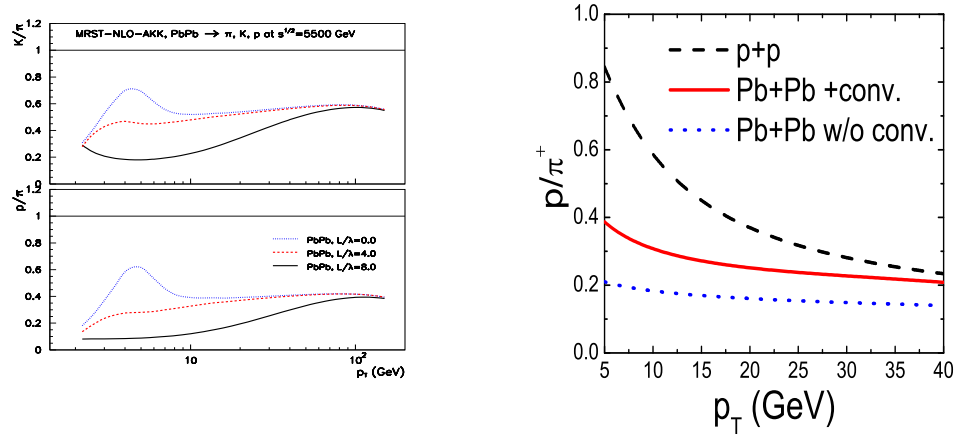 MRST-NLO-AKK, PbPb → π, K, p at s^1/2=5500 GeV
K/π
1.2
1
0.8
0.6
0.4
0.2
0
p/π
1.2
1
0.8
0.6
0.4
0.2
0
PbPb, L/λ=0.0
PbPb, L/λ=4.0
PbPb, L/λ=8.0
10
10^2
p_T (GeV)
p/π^+
1.0
0.8
0.6
0.4
0.2
0.0
p+p
Pb+Pb +conv.
Pb+Pb w/o conv.
5 10 15 20 25 30 35 40
p_T (GeV)